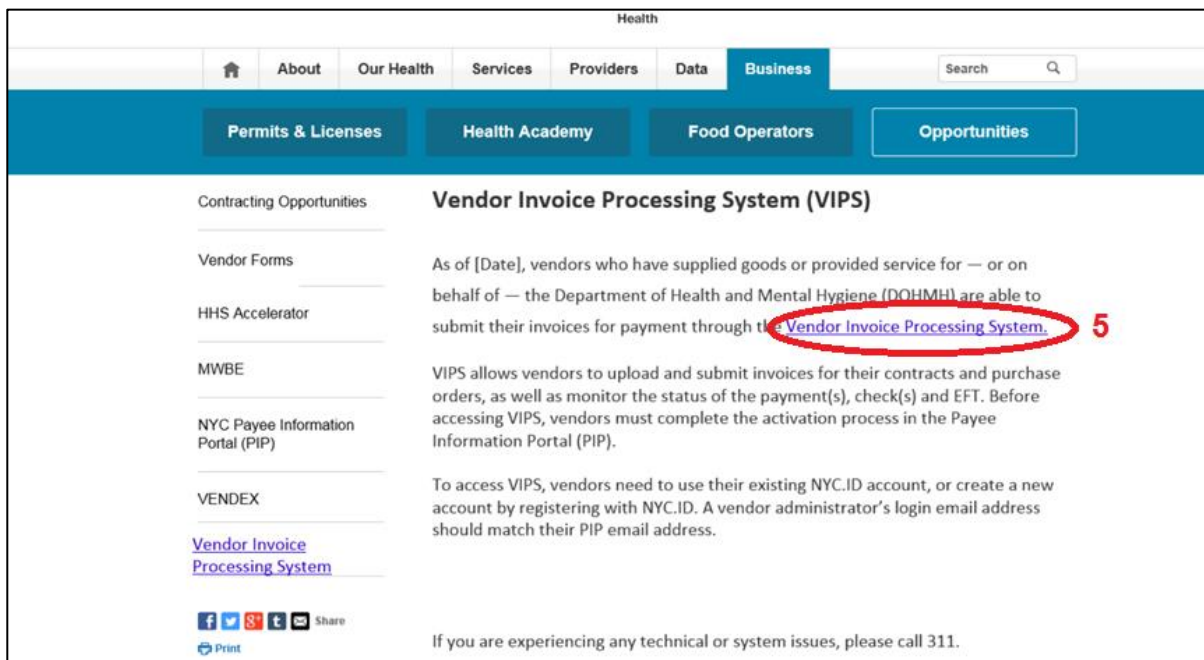 Health
About Our Health Services Providers Data Business Search
Permits & Licenses Health Academy Food Operators Opportunities
Contracting Opportunities
Vendor Forms
HHS Accelerator
MWBE
NYC Payee Information
Portal (PIP)
VENDEX
Vendor Invoice
Processing System
Share
Print
Vendor Invoice Processing System (VIPS)
As of [Date], vendors who have supplied goods or provided service for — or on
behalf of — the Department of Health and Mental Hygiene (DOHMH) are able to
submit their invoices for payment through the Vendor Invoice Processing System. 5
VIPS allows vendors to upload and submit invoices for their contracts and purchase
orders, as well as monitor the status of the payment(s), check(s) and EFT. Before
accessing VIPS, vendors must complete the activation process in the Payee
Information Portal (PIP).
To access VIPS, vendors need to use their existing NYC.ID account, or create a new
account by registering with NYC.ID. A vendor administrator’s login email address
should match their PIP email address.
If you are experiencing any technical or system issues, please call 311.